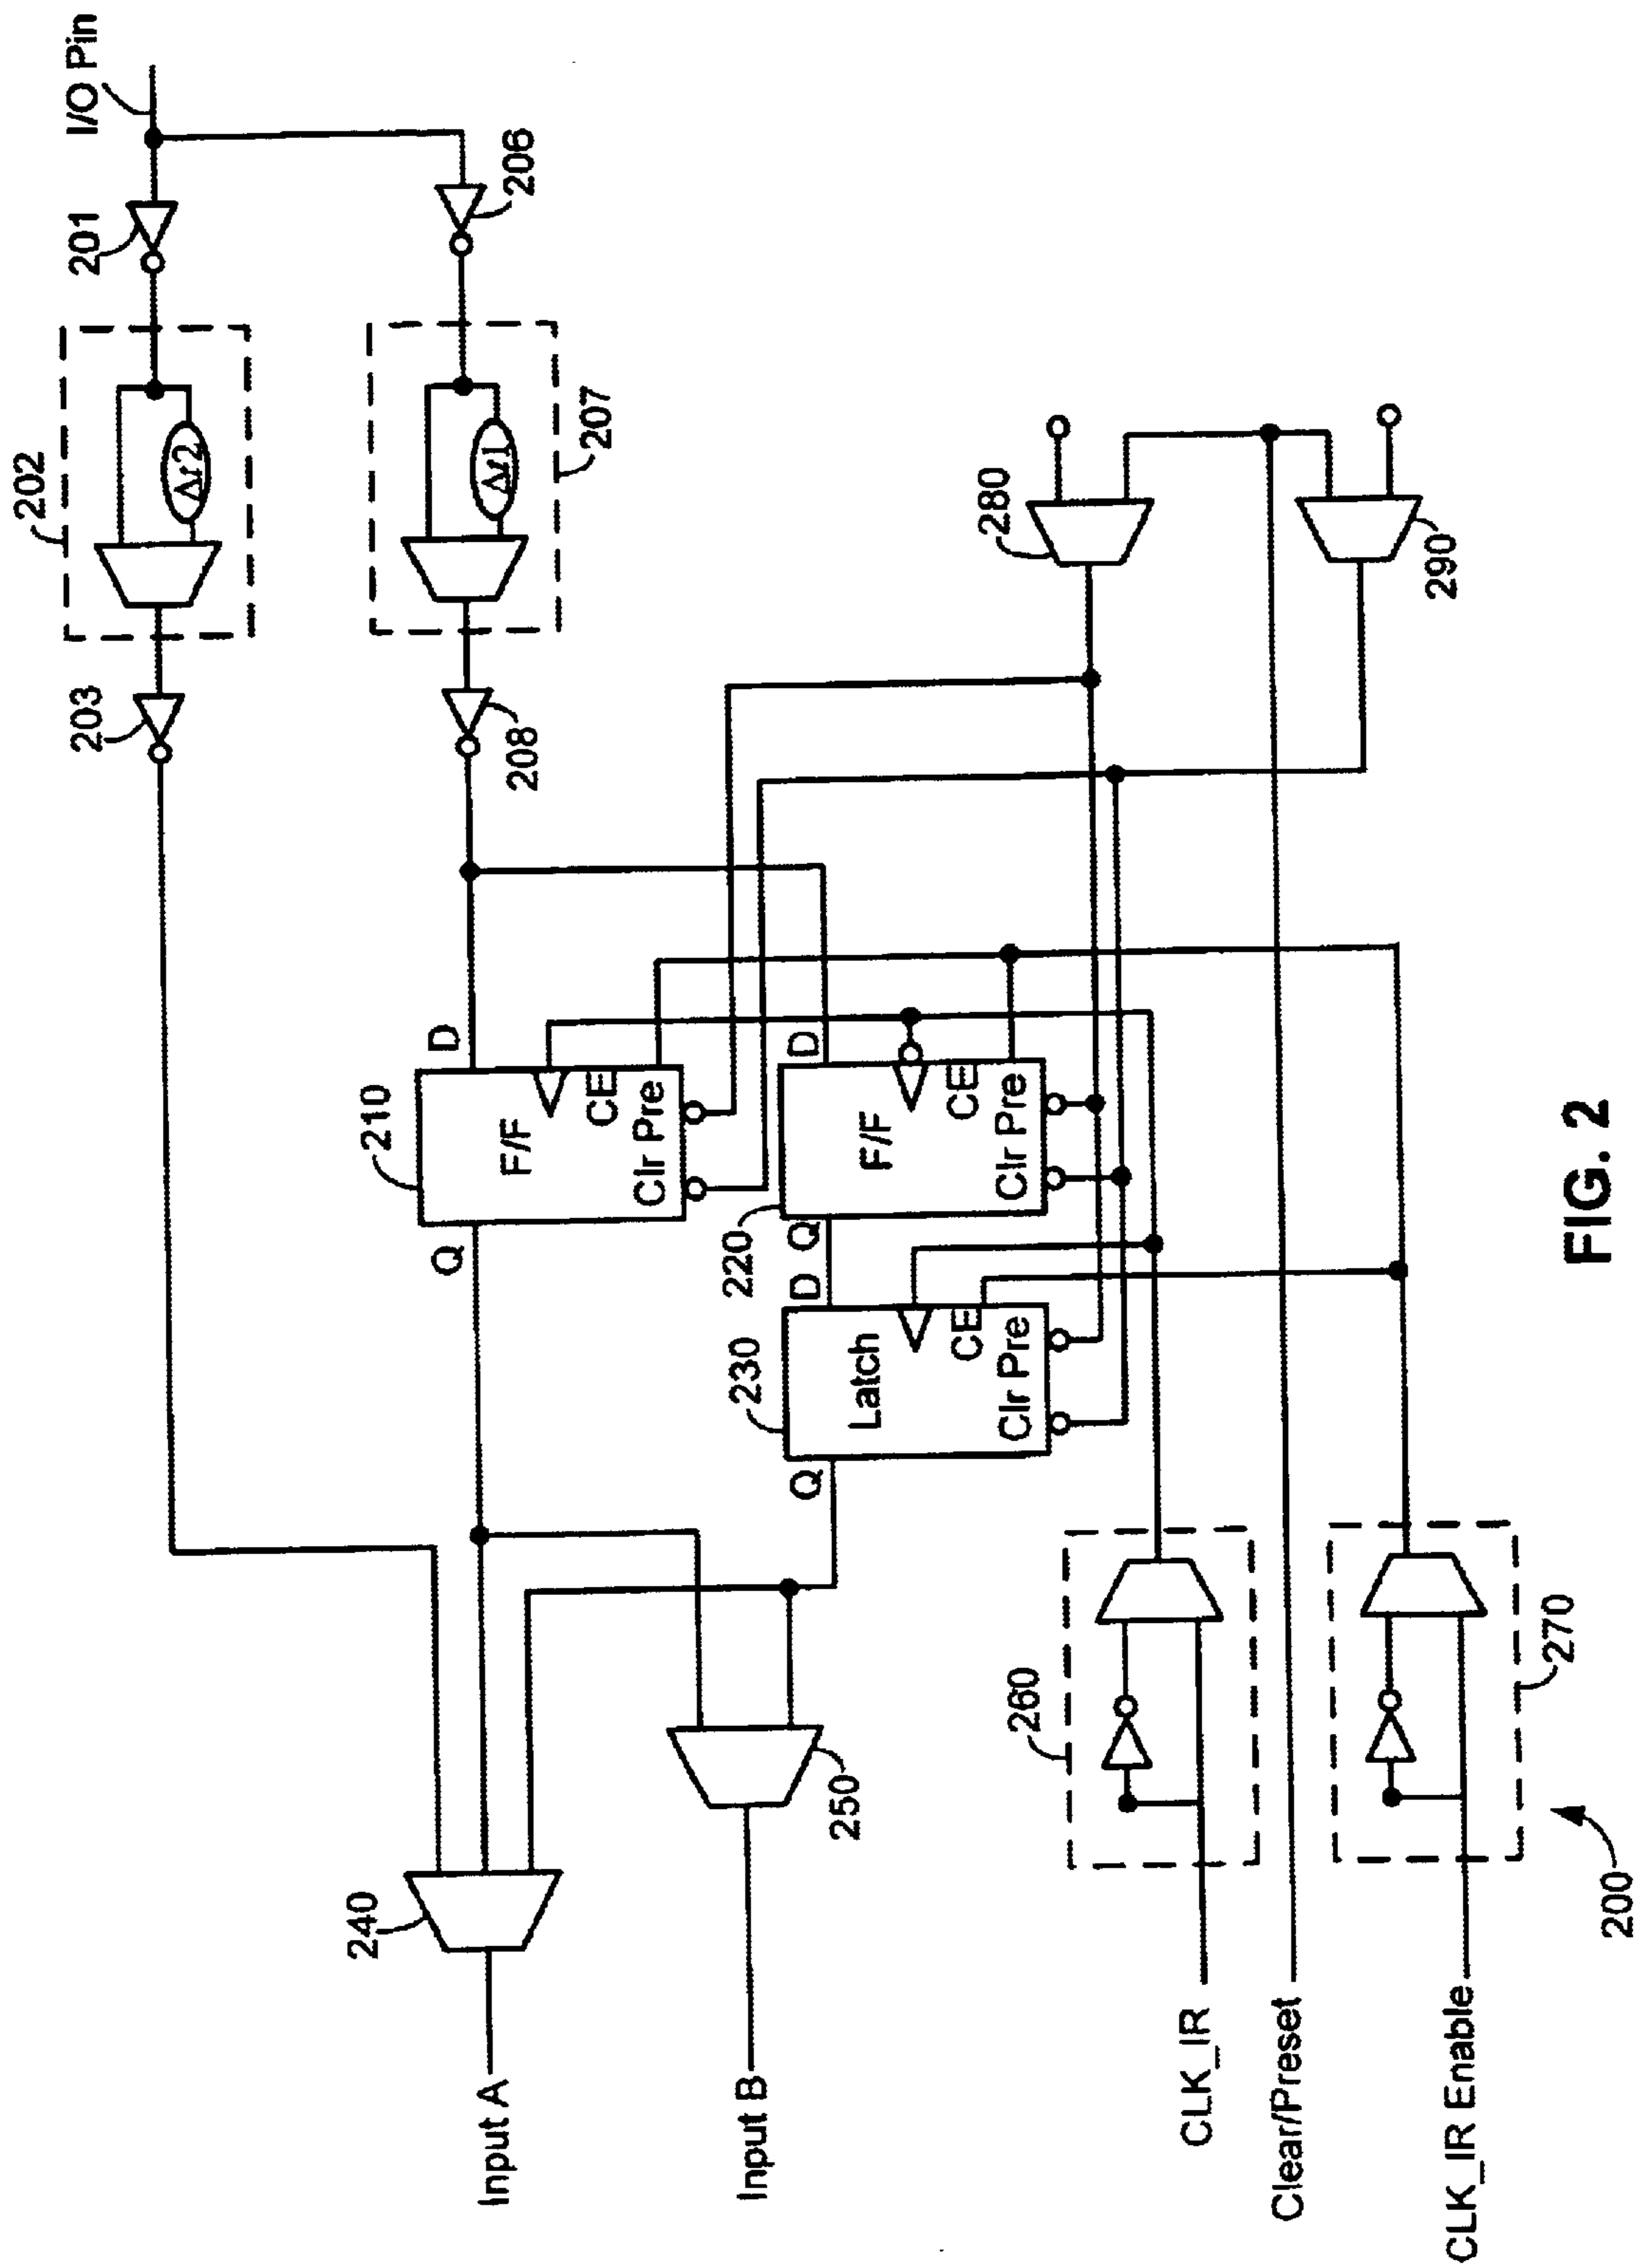 I/O Pin
201
206
202
Δt2
Δt1
207
203
208
280
290
210
D
F/F
CE
Clr Pre
Q
220
D
F/F
CE
Clr Pre
Q
230
D
Latch
CE
Clr Pre
Q
240
250
260
270
Input A
Input B
CLK_IR
Clear/Preset
CLK_IR Enable
200
FIG. 2